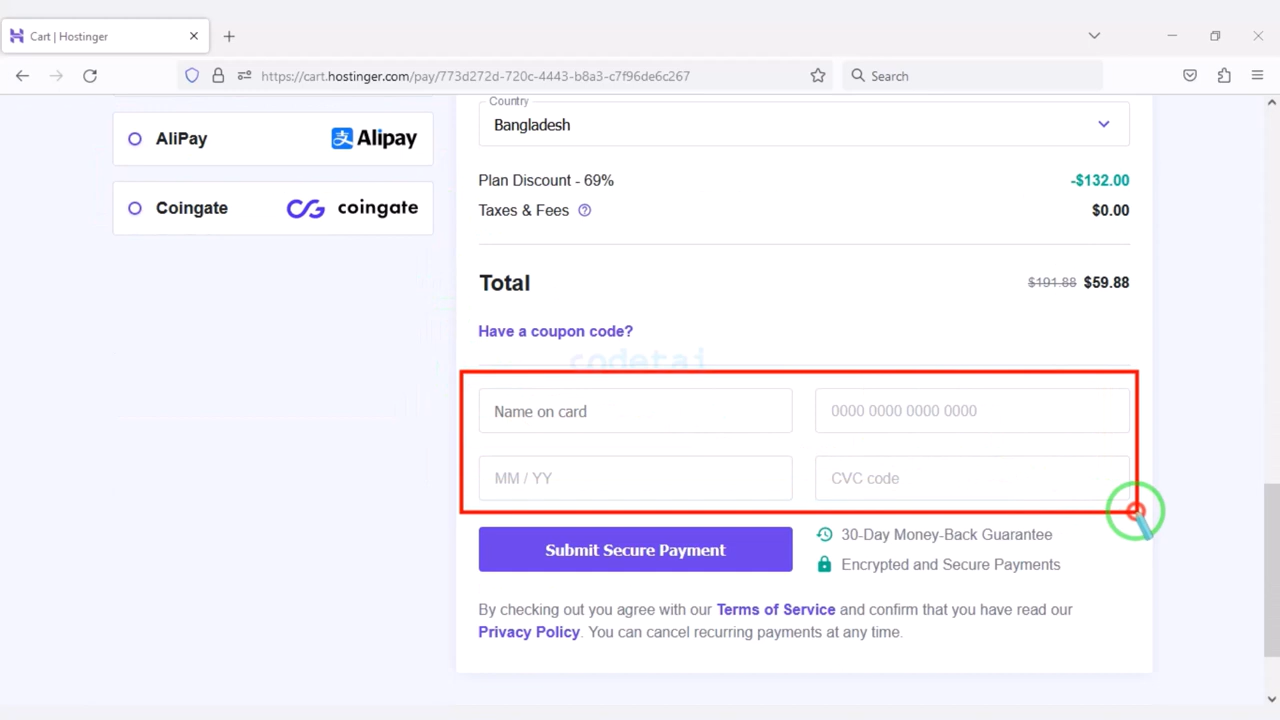 Cart | Hostinger
https://cart.hostinger.com/pay/773d272d-720c-4443-b8a3-c7f96de6c267
Search
AliPay
Alipay
Coingate
coingate
Country
Bangladesh
Plan Discount - 69%
-$132.00
Taxes & Fees
$0.00
Total
$191.88 $59.88
Have a coupon code?
codetai
Name on card
0000 0000 0000 0000
MM / YY
CVC code
Submit Secure Payment
30-Day Money-Back Guarantee
Encrypted and Secure Payments
By checking out you agree with our Terms of Service and confirm that you have read our
Privacy Policy. You can cancel recurring payments at any time.